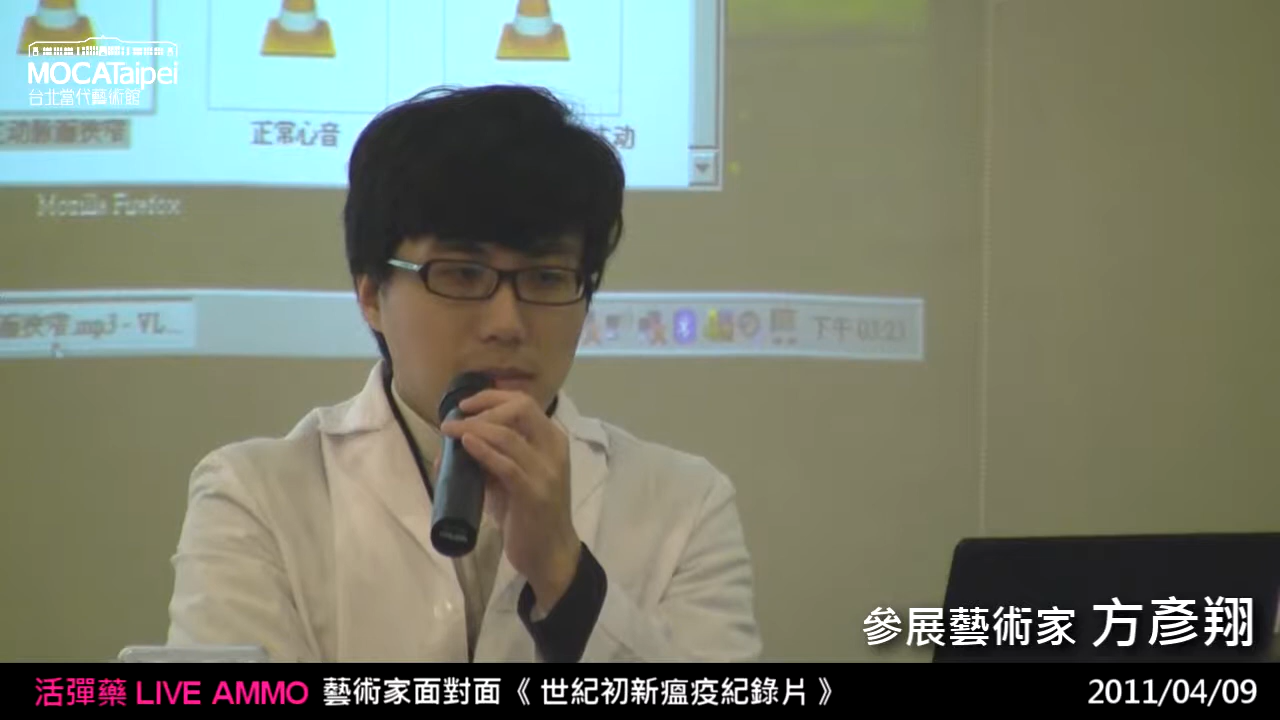 MOCATaipei
台北當代藝術館
正常心音
Mozilla Firefox
.mp3 - VL...
下午 03:23
參展藝術家 方彥翔
活彈藥 LIVE AMMO 藝術家面對面《 世紀初新瘟疫紀錄片 》 2011/04/09